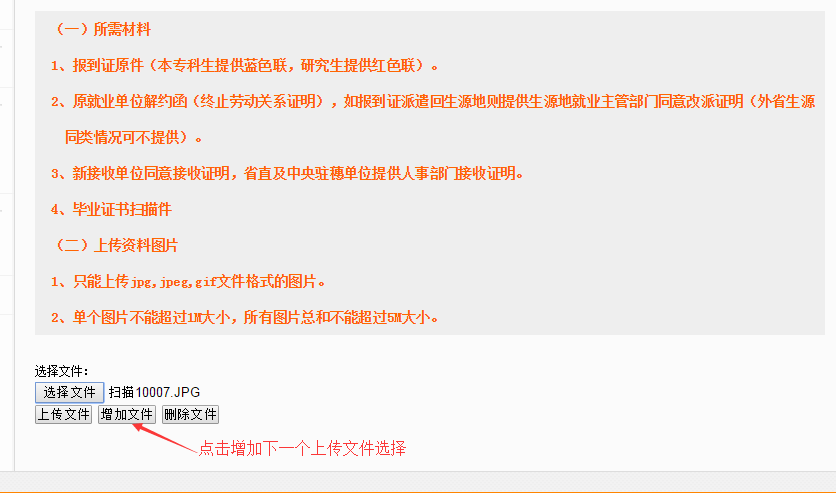 （一）所需材料
1、报到证原件（本专科生提供蓝色联，研究生提供红色联）。
2、原就业单位解约函（终止劳动关系证明），如报到证派遣回生源地则提供生源地就业主管部门同意改派证明（外省生源
同类情况可不提供）。
3、新接收单位同意接收证明，省直及中央驻穗单位提供人事部门接收证明。
4、毕业证书扫描件
（二）上传资料图片
1、只能上传jpg,jpeg,gif文件格式的图片。
2、单个图片不能超过1M大小，所有图片总和不能超过5M大小。
选择文件：
选择文件 扫描10007.JPG
上传文件 增加文件 删除文件
点击增加下一个上传文件选择